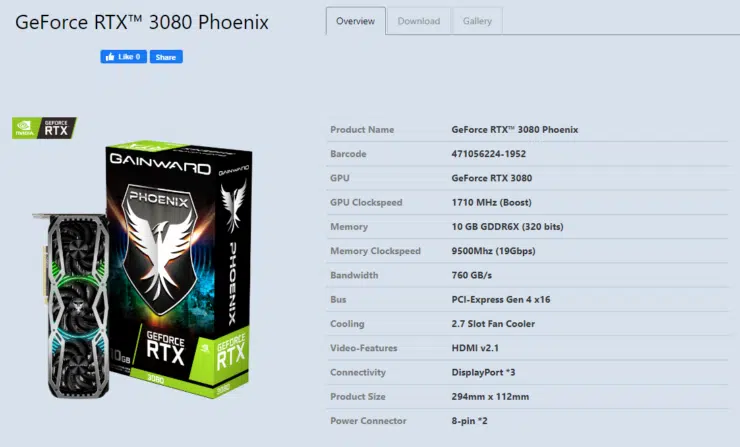 GeForce RTX™ 3080 Phoenix
Like 0 Share
Overview Download Gallery
NVIDIA GEFORCE RTX
GAINWARD
PHOENIX
PHOENIX
10GB
GEFORCE RTX
3080
GEFORCE RTX
3080
Product Name GeForce RTX™ 3080 Phoenix
Barcode 471056224-1952
GPU GeForce RTX 3080
GPU Clockspeed 1710 MHz (Boost)
Memory 10 GB GDDR6X (320 bits)
Memory Clockspeed 9500Mhz (19Gbps)
Bandwidth 760 GB/s
Bus PCI-Express Gen 4 x16
Cooling 2.7 Slot Fan Cooler
Video-Features HDMI v2.1
Connectivity DisplayPort *3
Product Size 294mm x 112mm
Power Connector 8-pin *2